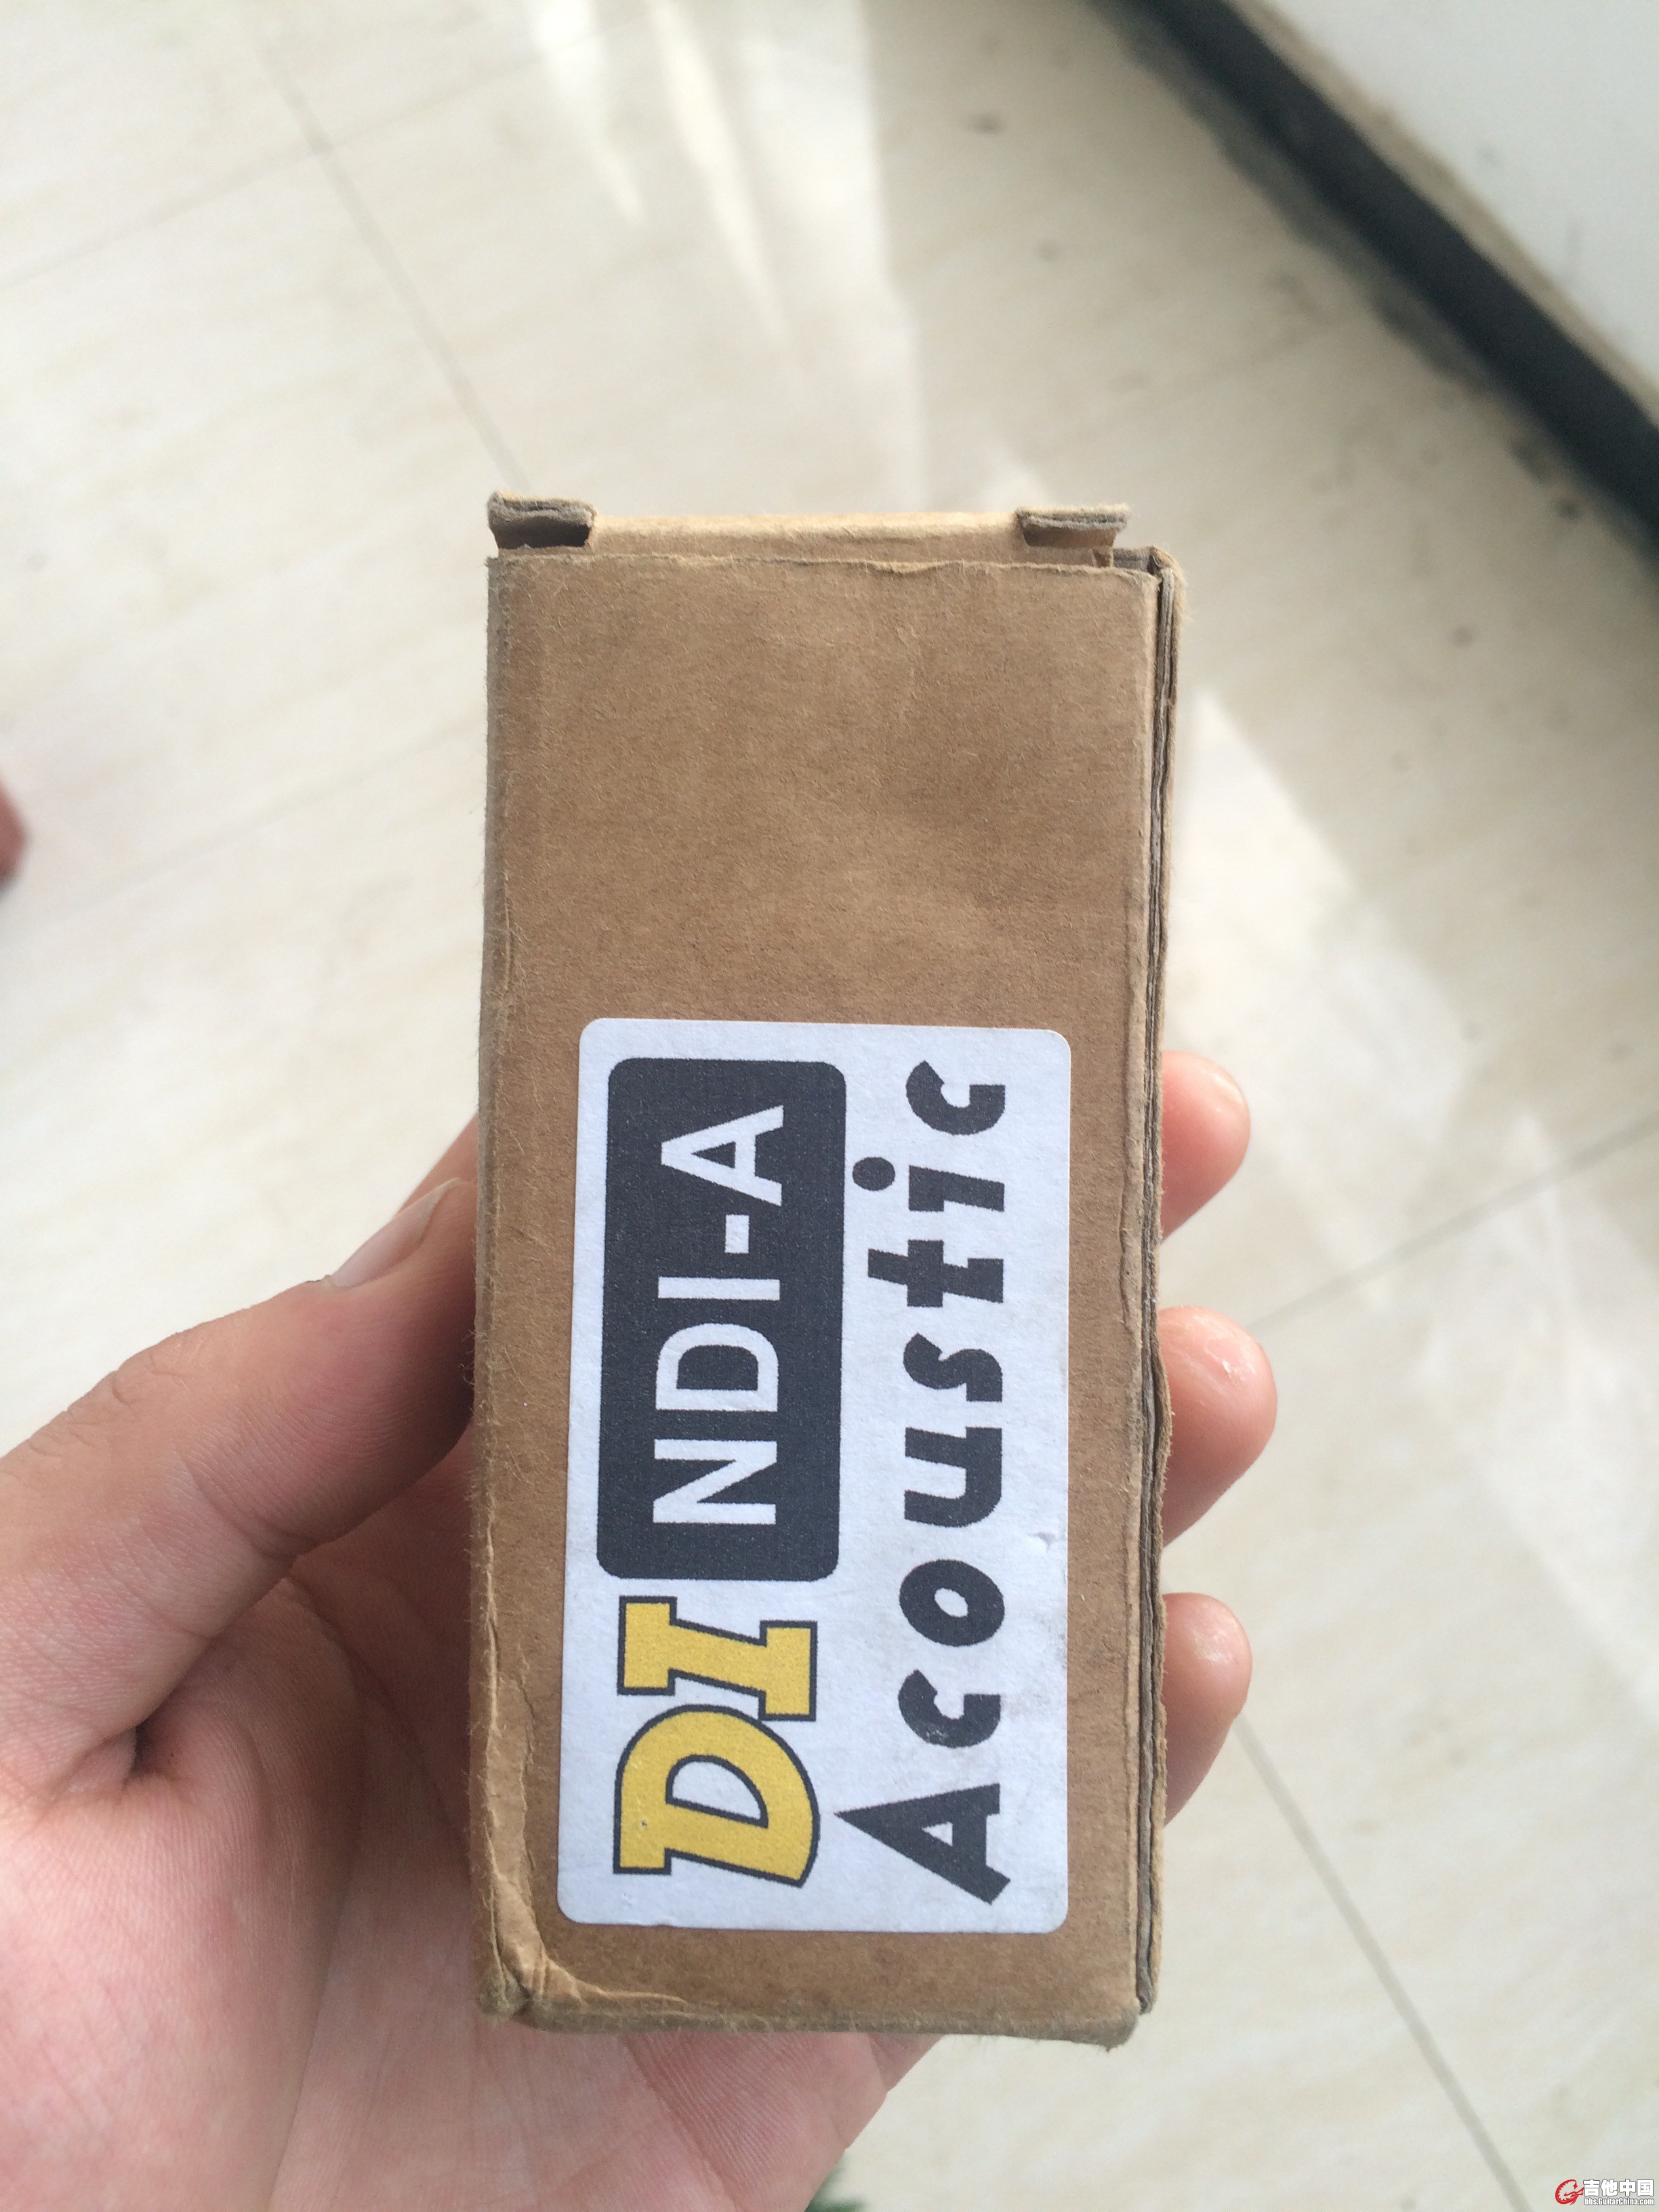 DI NDI-A
Acoustic
吉他中国
bbs.GuitarChina.com